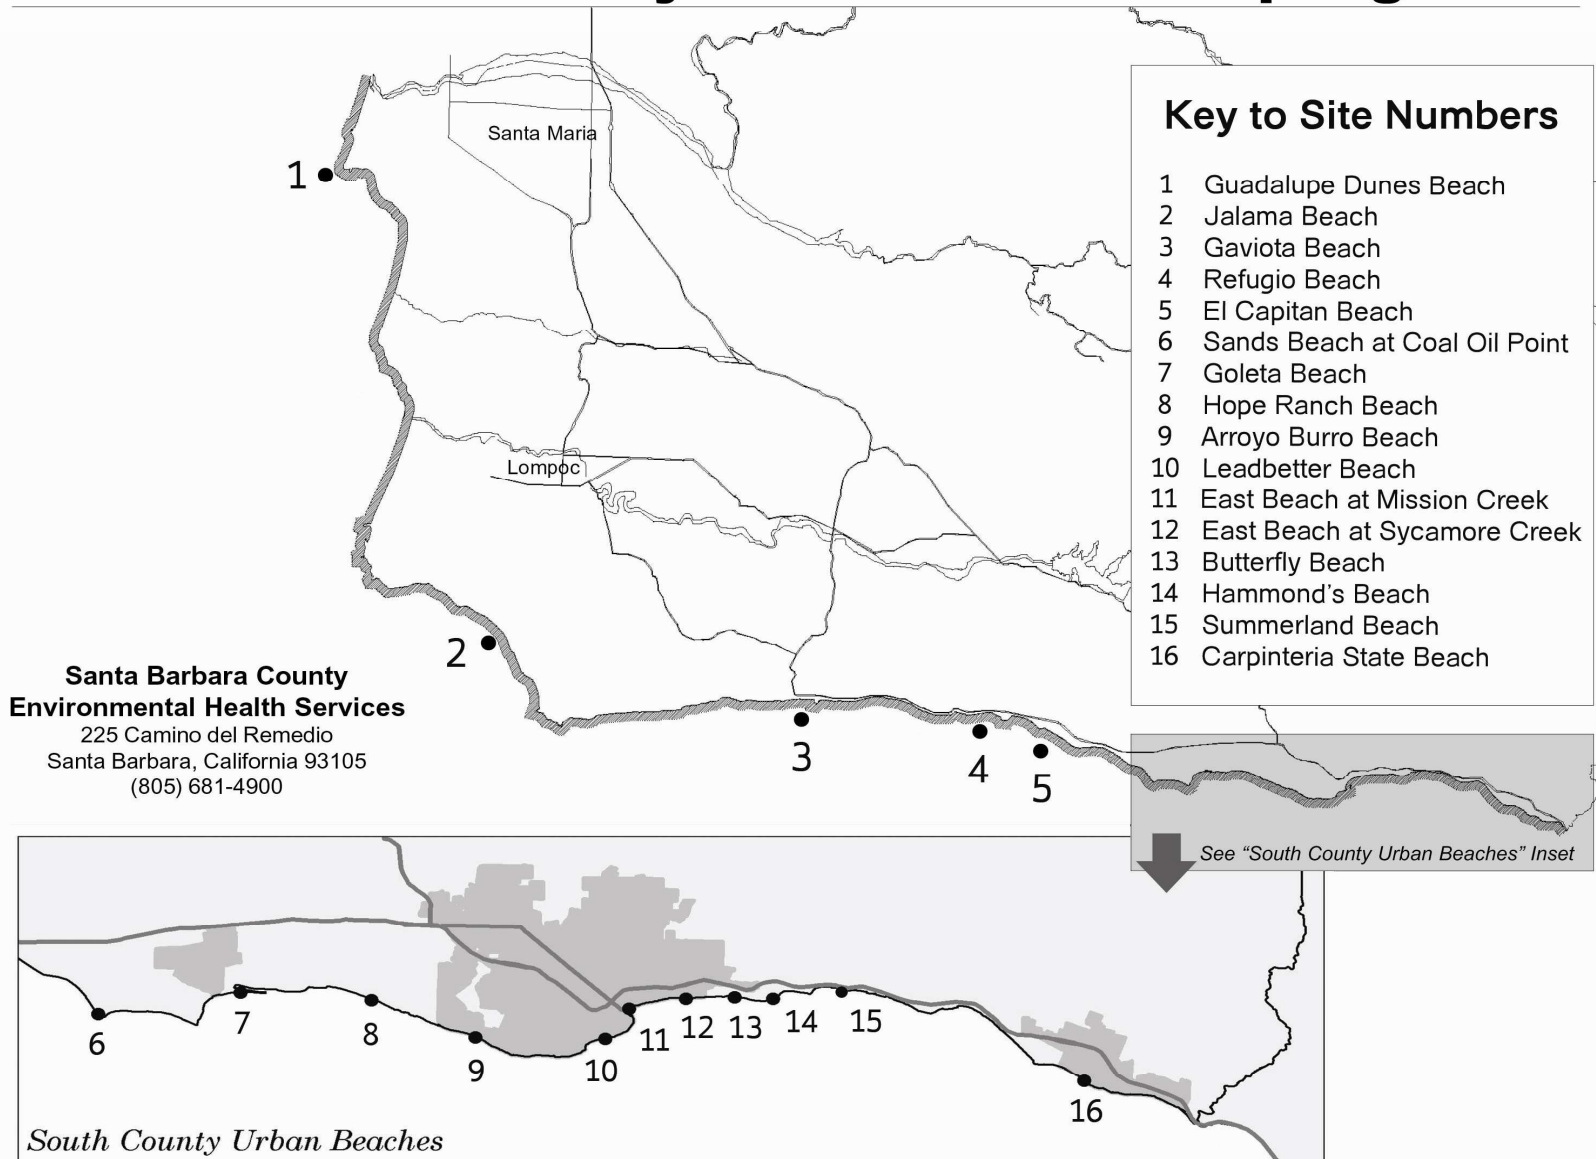 Santa Maria
Lompoc
1
2
3
4
5
Key to Site Numbers
1 Guadalupe Dunes Beach
2 Jalama Beach
3 Gaviota Beach
4 Refugio Beach
5 El Capitan Beach
6 Sands Beach at Coal Oil Point
7 Goleta Beach
8 Hope Ranch Beach
9 Arroyo Burro Beach
10 Leadbetter Beach
11 East Beach at Mission Creek
12 East Beach at Sycamore Creek
13 Butterfly Beach
14 Hammond's Beach
15 Summerland Beach
16 Carpinteria State Beach
Santa Barbara County
Environmental Health Services
225 Camino del Remedio
Santa Barbara, California 93105
(805) 681-4900
See “South County Urban Beaches” Inset
6
7
8
9
10
11
12
13
14
15
16
South County Urban Beaches